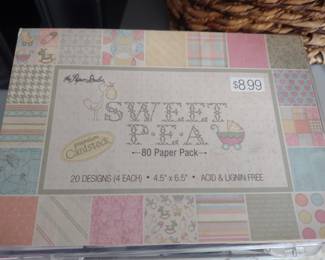 The Paper Studio
$8.99
SWEET
P·E·A
80 Paper Pack
premium
Cardstock
20 DESIGNS (4 EACH) • 4.5" x 6.5" • ACID & LIGNIN FREE